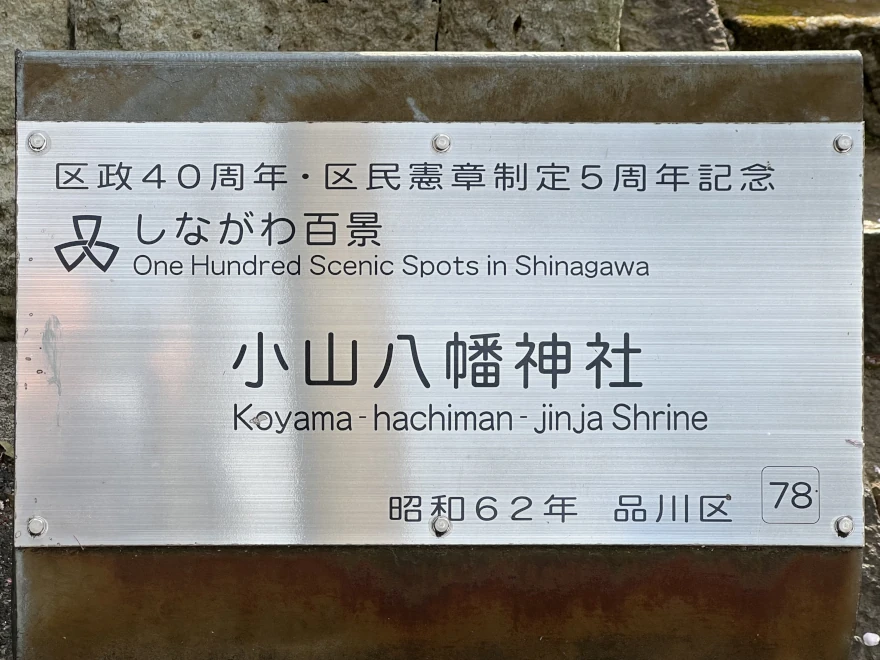 区政40周年・区民憲章制定5周年記念
しながわ百景
One Hundred Scenic Spots in Shinagawa
小山八幡神社
Koyama-hachiman-jinja Shrine
昭和62年 品川区 78